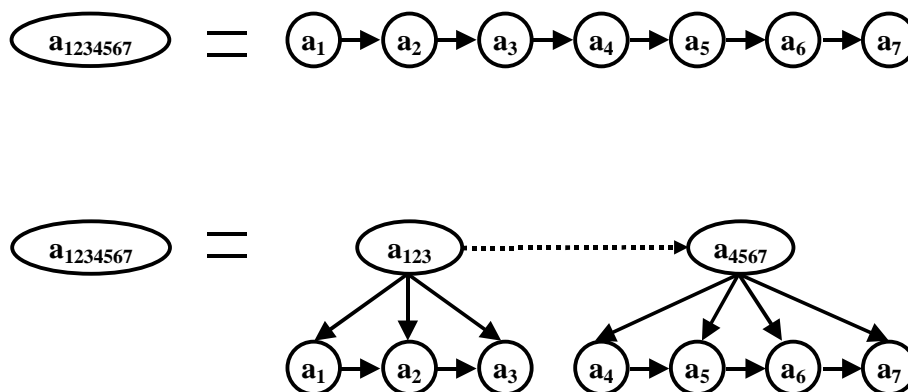 a₁₂₃₄₅₆₇ = a₁ a₂ a₃ a₄ a₅ a₆ a₇
a₁₂₃₄₅₆₇ = a₁₂₃ a₄₅₆₇
a₁ a₂ a₃ a₄ a₅ a₆ a₇